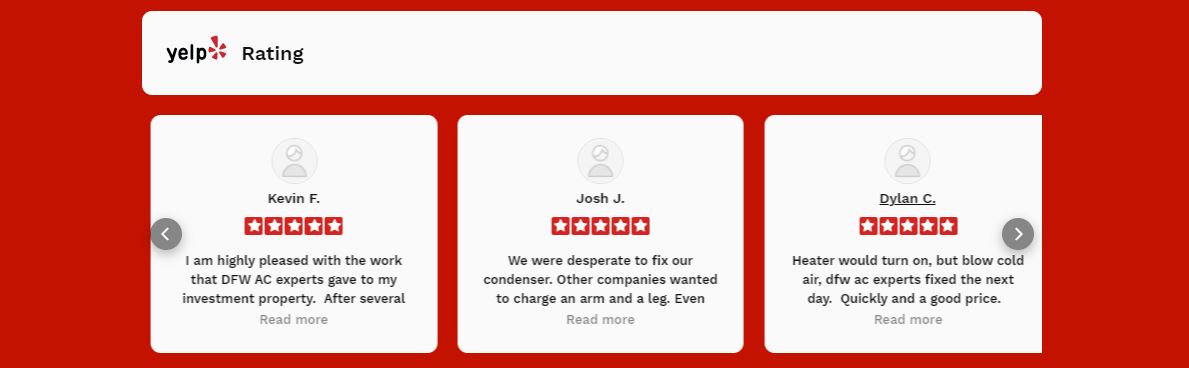 yelp Rating
Kevin F.
I am highly pleased with the work
that DFW AC experts gave to my
investment property.  After several
Read more
Josh J.
We were desperate to fix our
condenser. Other companies wanted
to charge an arm and a leg. Even
Read more
Dylan C.
Heater would turn on, but blow cold
air, dfw ac experts fixed the next
day.  Quickly and a good price.
Read more